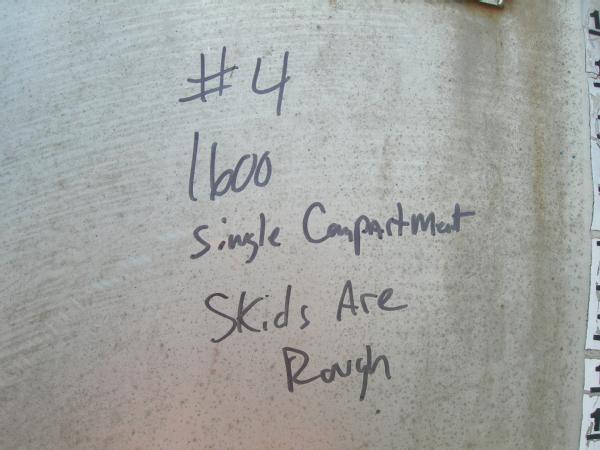 #4
1600
Single Compartment
Skids Are
Rough